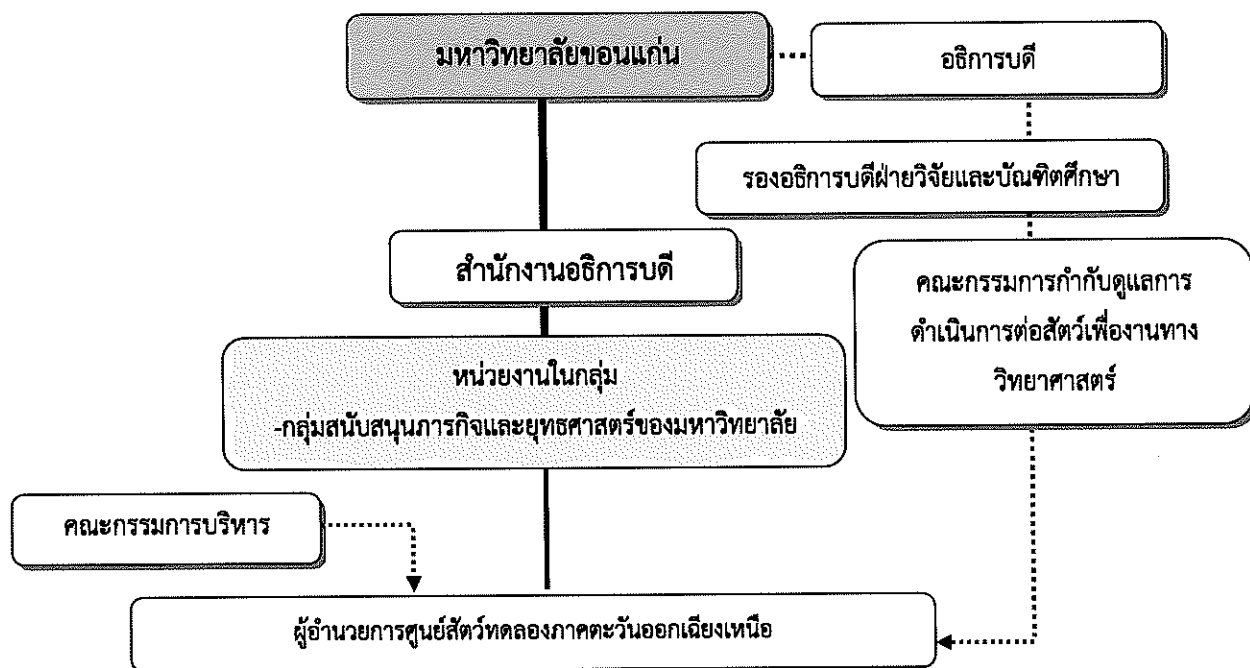 มหาวิทยาลัยขอนแก่น
อธิการบดี
รองอธิการบดีฝ่ายวิจัยและบัณฑิตศึกษา
สำนักงานอธิการบดี
คณะกรรมการกำกับดูแลการ
ดำเนินการต่อสัตว์เพื่องานทาง
วิทยาศาสตร์
หน่วยงานในกลุ่ม
-กลุ่มสนับสนุนภารกิจและยุทธศาสตร์ของมหาวิทยาลัย
คณะกรรมการบริหาร
ผู้อำนวยการศูนย์สัตว์ทดลองภาคตะวันออกเฉียงเหนือ